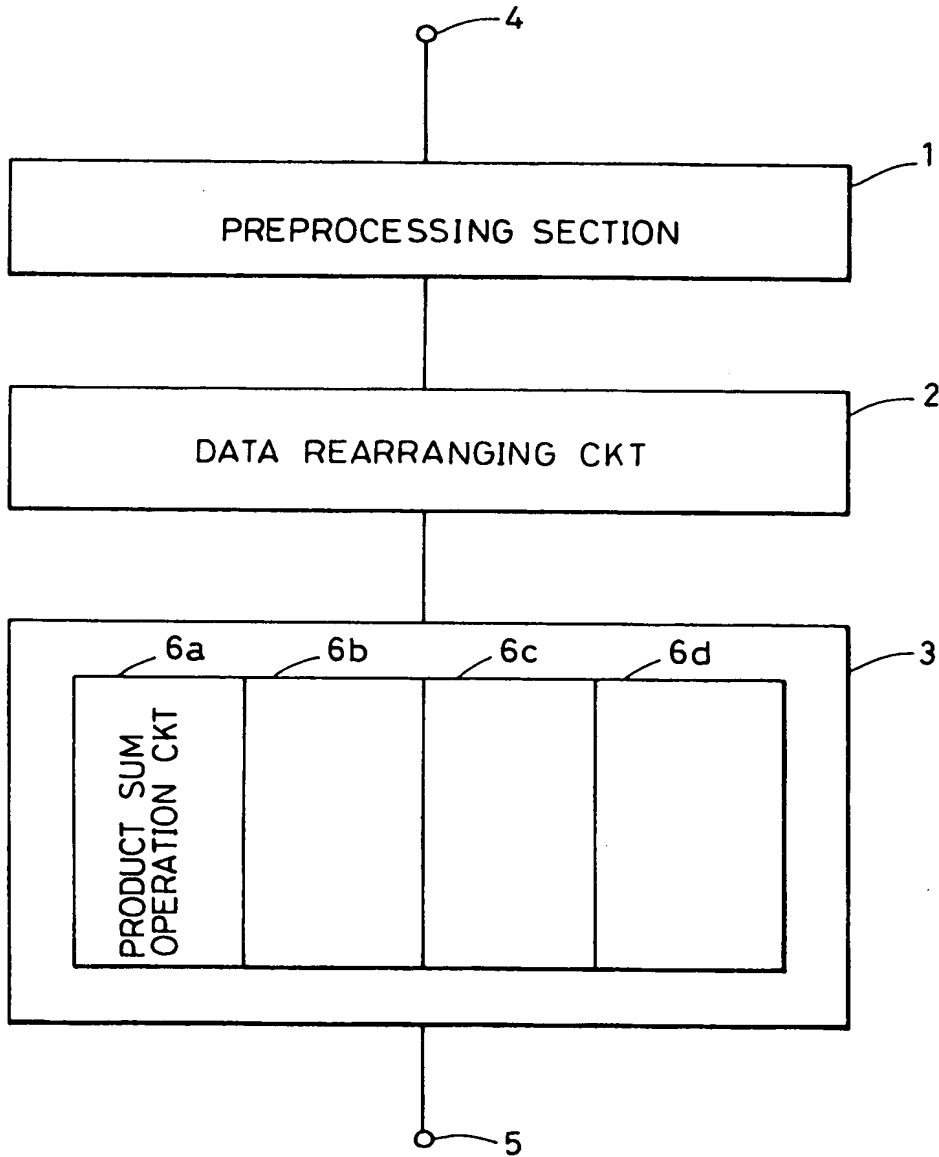 4
1
PREPROCESSING SECTION
2
DATA REARRANGING CKT
6a 6b 6c 6d
3
PRODUCT SUM
OPERATION CKT
5